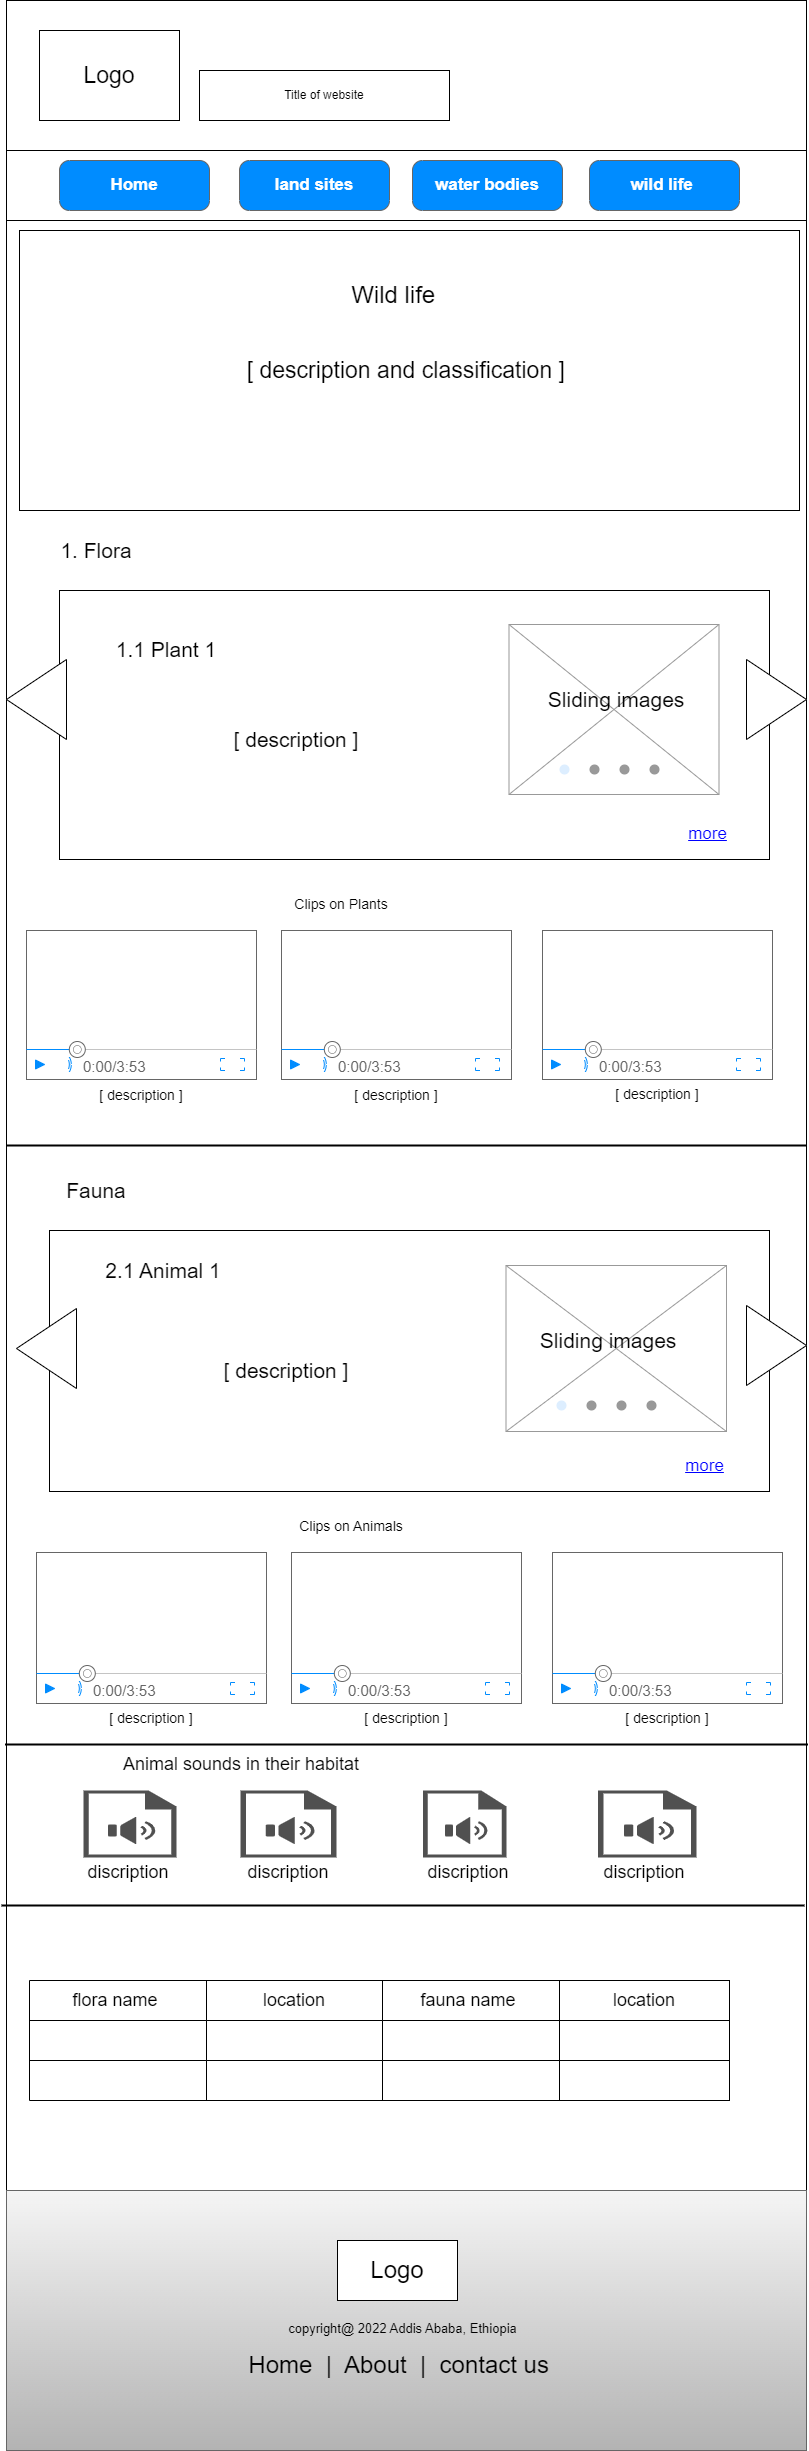 Logo
Title of website
Home land sites water bodies wild life
Wild life
[ description and classification ]
1. Flora
1.1 Plant 1
Sliding images
[ description ]
more
Clips on Plants
0:00/3:53 0:00/3:53 0:00/3:53
[ description ] [ description ] [ description ]
Fauna
2.1 Animal 1
Sliding images
[ description ]
more
Clips on Animals
0:00/3:53 0:00/3:53 0:00/3:53
[ description ] [ description ] [ description ]
Animal sounds in their habitat
discription discription discription discription
flora name location fauna name location
Logo
copyright@ 2022 Addis Ababa, Ethiopia
Home | About | contact us